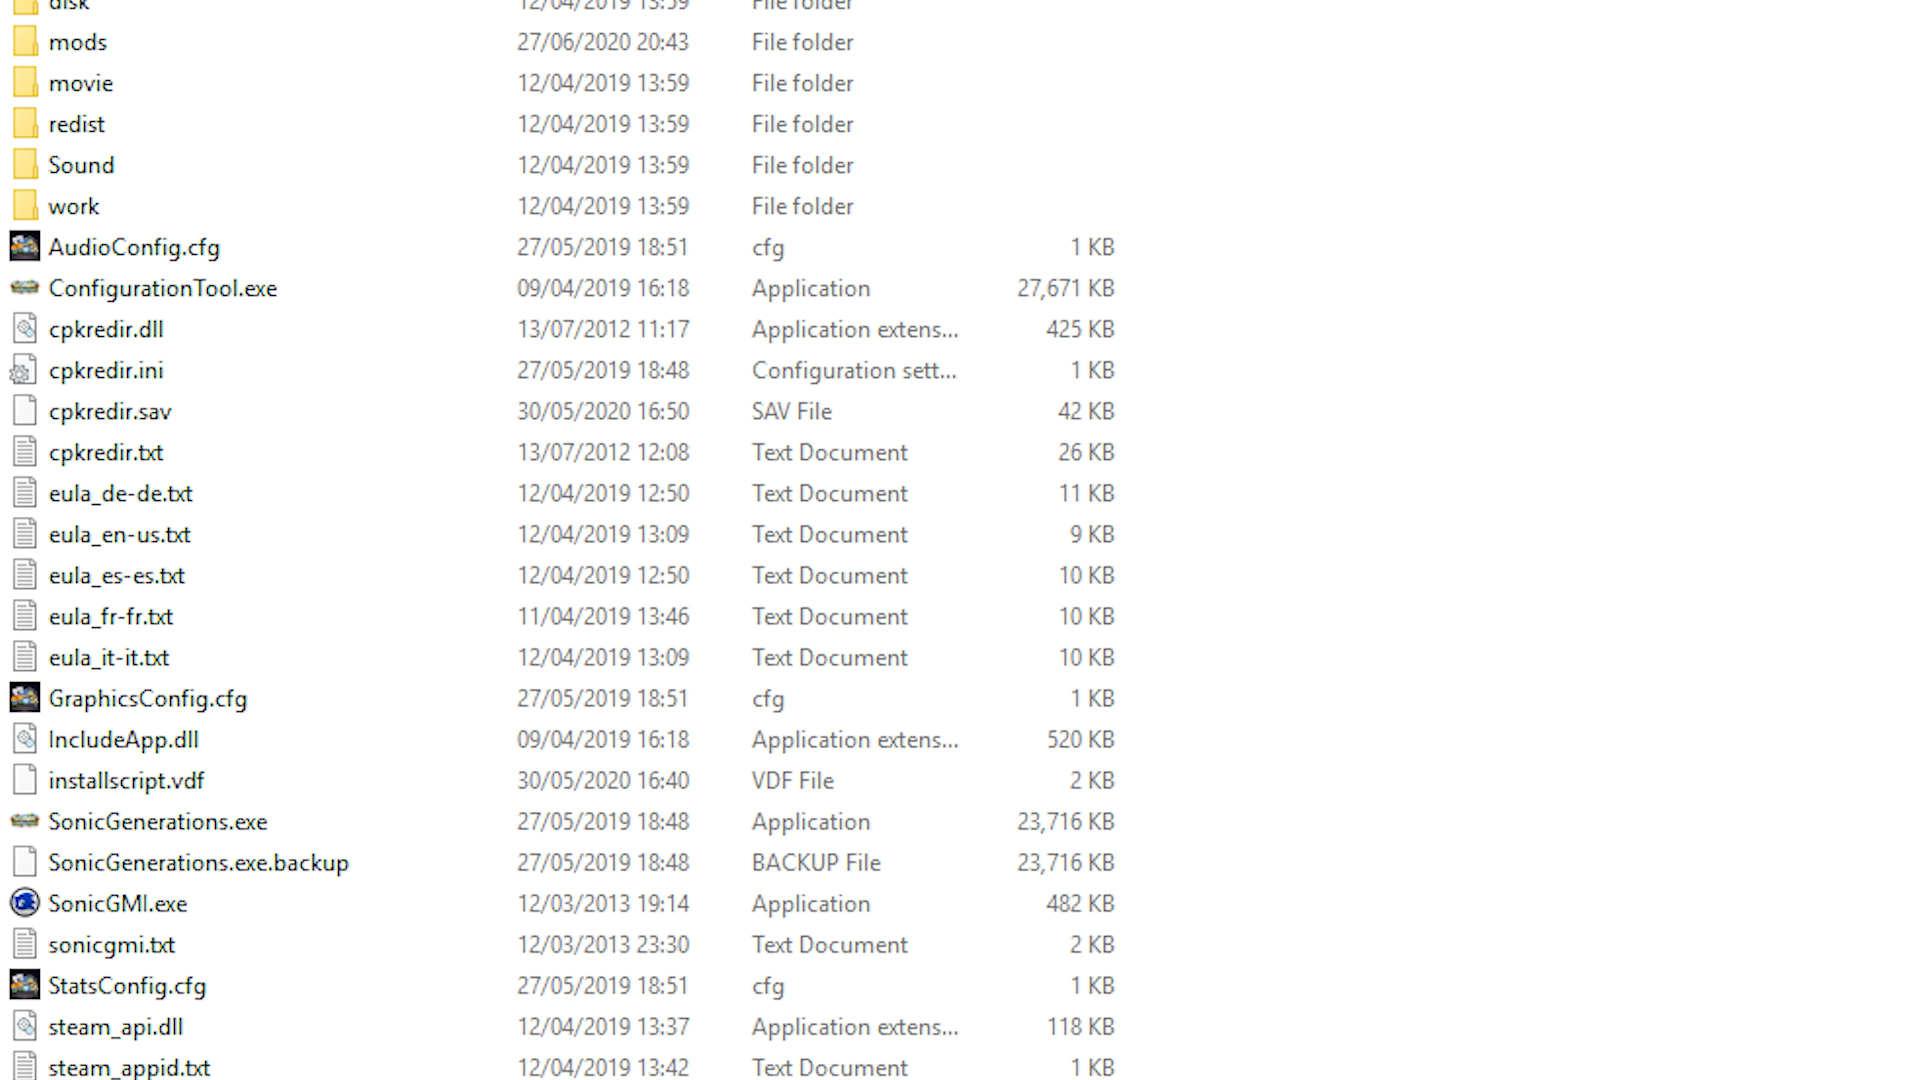 disk 12/04/2019 13:59 File folder
mods 27/06/2020 20:43 File folder
movie 12/04/2019 13:59 File folder
redist 12/04/2019 13:59 File folder
Sound 12/04/2019 13:59 File folder
work 12/04/2019 13:59 File folder
AudioConfig.cfg 27/05/2019 18:51 cfg 1 KB
ConfigurationTool.exe 09/04/2019 16:18 Application 27,671 KB
cpkredir.dll 13/07/2012 11:17 Application extens... 425 KB
cpkredir.ini 27/05/2019 18:48 Configuration sett... 1 KB
cpkredir.sav 30/05/2020 16:50 SAV File 42 KB
cpkredir.txt 13/07/2012 12:08 Text Document 26 KB
eula_de-de.txt 12/04/2019 12:50 Text Document 11 KB
eula_en-us.txt 12/04/2019 13:09 Text Document 9 KB
eula_es-es.txt 12/04/2019 12:50 Text Document 10 KB
eula_fr-fr.txt 11/04/2019 13:46 Text Document 10 KB
eula_it-it.txt 12/04/2019 13:09 Text Document 10 KB
GraphicsConfig.cfg 27/05/2019 18:51 cfg 1 KB
IncludeApp.dll 09/04/2019 16:18 Application extens... 520 KB
installscript.vdf 30/05/2020 16:40 VDF File 2 KB
SonicGenerations.exe 27/05/2019 18:48 Application 23,716 KB
SonicGenerations.exe.backup 27/05/2019 18:48 BACKUP File 23,716 KB
SonicGMI.exe 12/03/2013 19:14 Application 482 KB
sonicgmi.txt 12/03/2013 23:30 Text Document 2 KB
StatsConfig.cfg 27/05/2019 18:51 cfg 1 KB
steam_api.dll 12/04/2019 13:37 Application extens... 118 KB
steam_appid.txt 12/04/2019 13:42 Text Document 1 KB